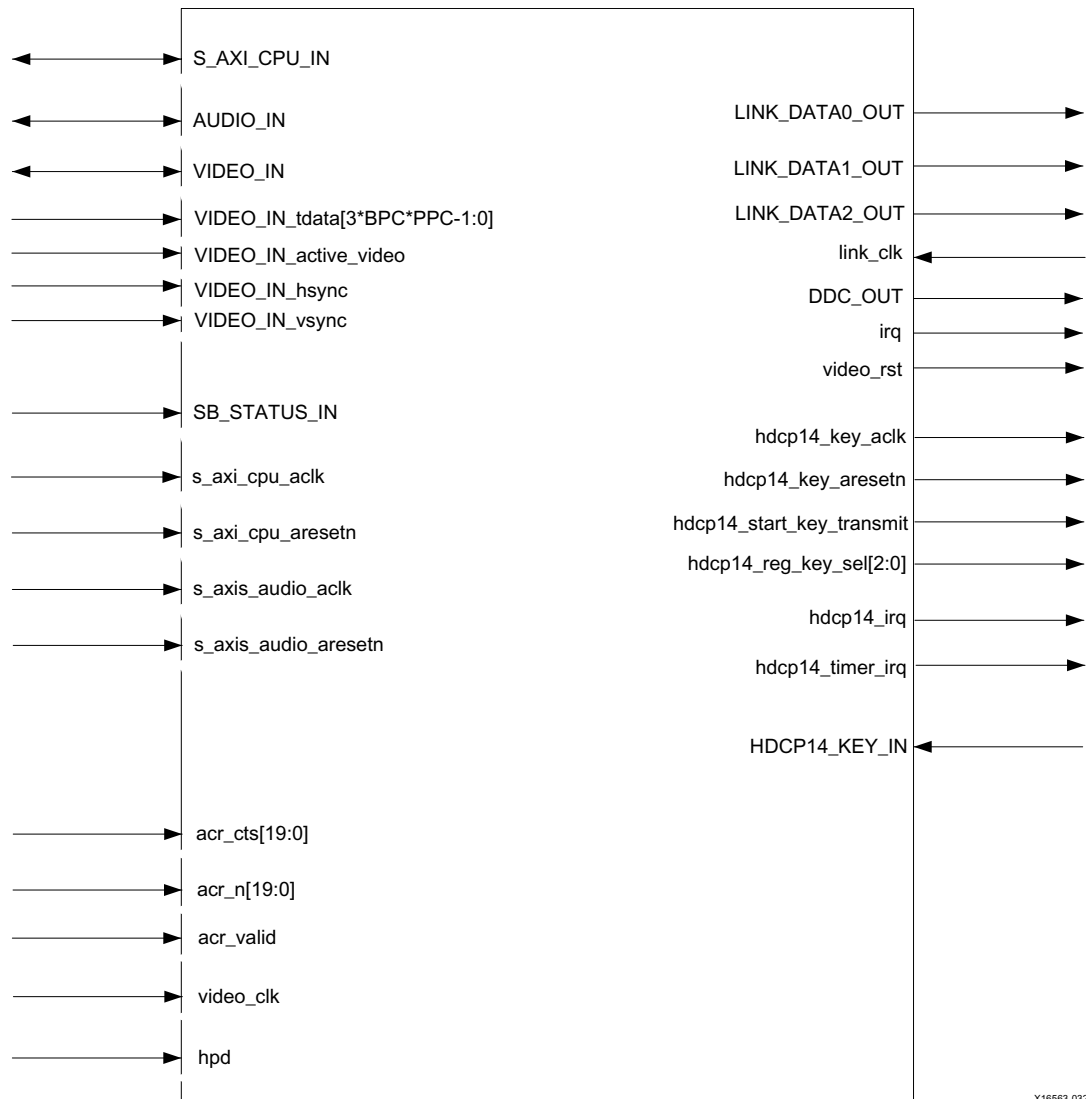 S_AXI_CPU_IN
AUDIO_IN
VIDEO_IN
VIDEO_IN_tdata[3*BPC*PPC-1:0]
VIDEO_IN_active_video
VIDEO_IN_hsync
VIDEO_IN_vsync
SB_STATUS_IN
s_axi_cpu_aclk
s_axi_cpu_aresetn
s_axis_audio_aclk
s_axis_audio_aresetn
acr_cts[19:0]
acr_n[19:0]
acr_valid
video_clk
hpd
LINK_DATA0_OUT
LINK_DATA1_OUT
LINK_DATA2_OUT
link_clk
DDC_OUT
irq
video_rst
hdcp14_key_aclk
hdcp14_key_aresetn
hdcp14_start_key_transmit
hdcp14_reg_key_sel[2:0]
hdcp14_irq
hdcp14_timer_irq
HDCP14_KEY_IN